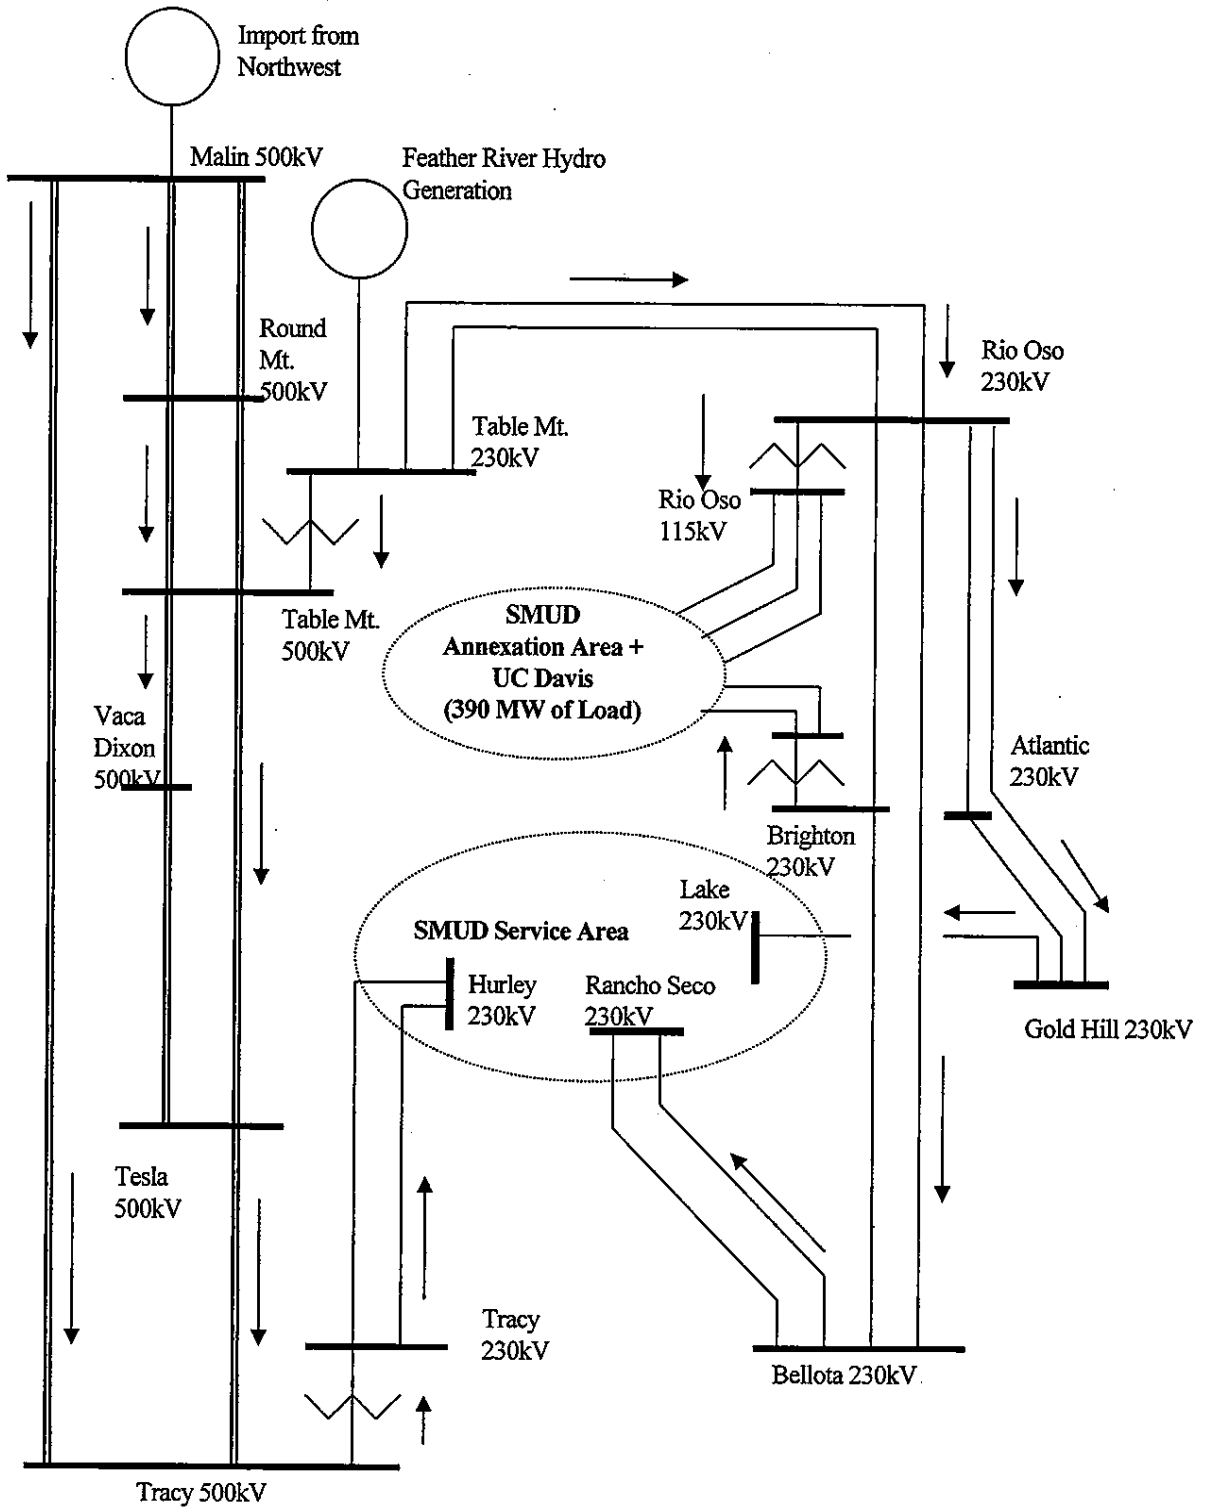 Import from
Northwest
Malin 500kV
Feather River Hydro
Generation
Round
Mt.
500kV
Rio Oso
230kV
Table Mt.
230kV
Rio Oso
115kV
Table Mt.
500kV
SMUD
Annexation Area +
UC Davis
(390 MW of Load)
Vaca
Dixon
500kV
Atlantic
230kV
Brighton
230kV
Lake
230kV
SMUD Service Area
Hurley
230kV
Rancho Seco
230kV
Gold Hill 230kV
Tesla
500kV
Tracy
230kV
Bellota 230kV
Tracy 500kV